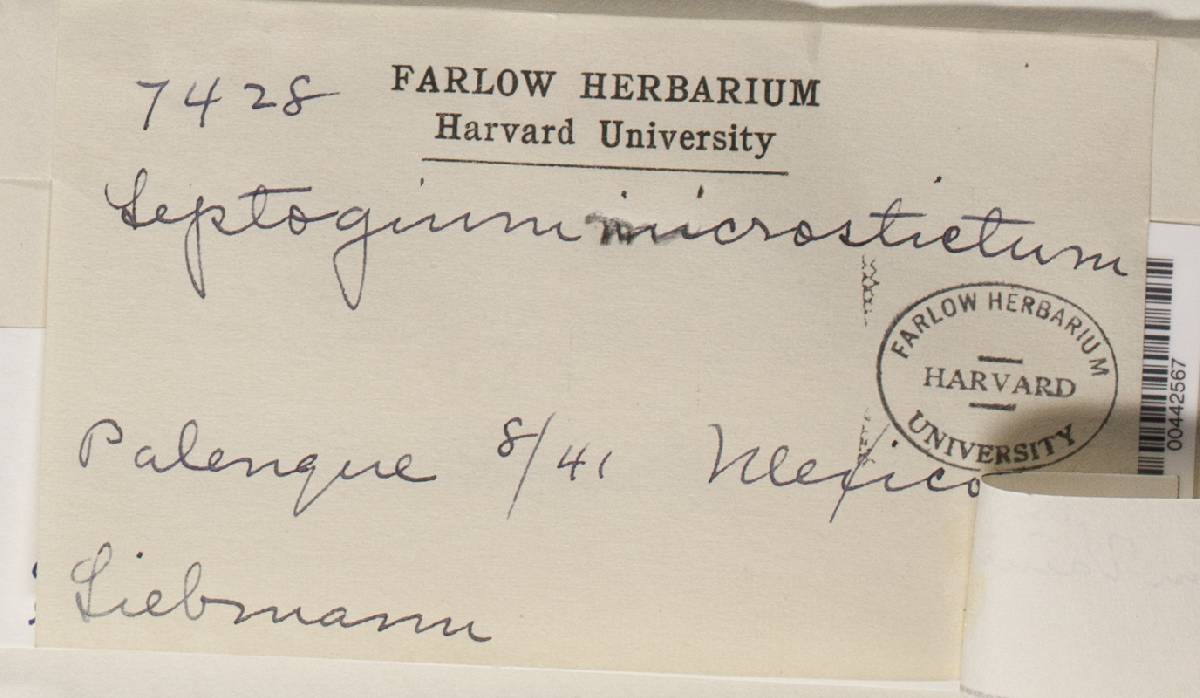 7428
FARLOW HERBARIUM
Harvard University
Leptogium microstictum
FARLOW HERBARIUM
HARVARD
UNIVERSITY
00442567
Palenque 8/41 Mexico
Liebmann